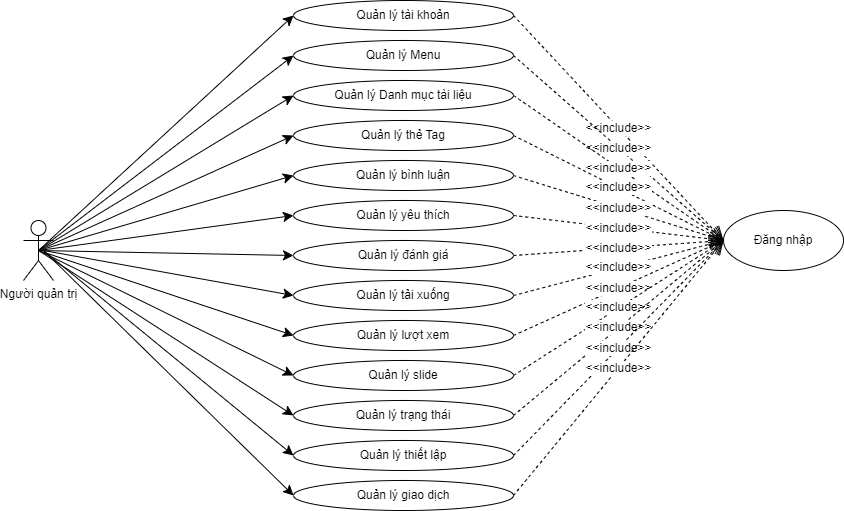 Quản lý tài khoản
Quản lý Menu
Quản lý Danh mục tài liệu
Quản lý thẻ Tag
Quản lý bình luận
Quản lý yêu thích
Quản lý đánh giá
Quản lý tải xuống
Quản lý lượt xem
Quản lý slide
Quản lý trạng thái
Quản lý thiết lập
Quản lý giao dịch
Người quản trị
<<include>>
<<include>>
<<include>>
<<include>>
<<include>>
<<include>>
<<include>>
<<include>>
<<include>>
<<include>>
<<include>>
<<include>>
<<include>>
Đăng nhập